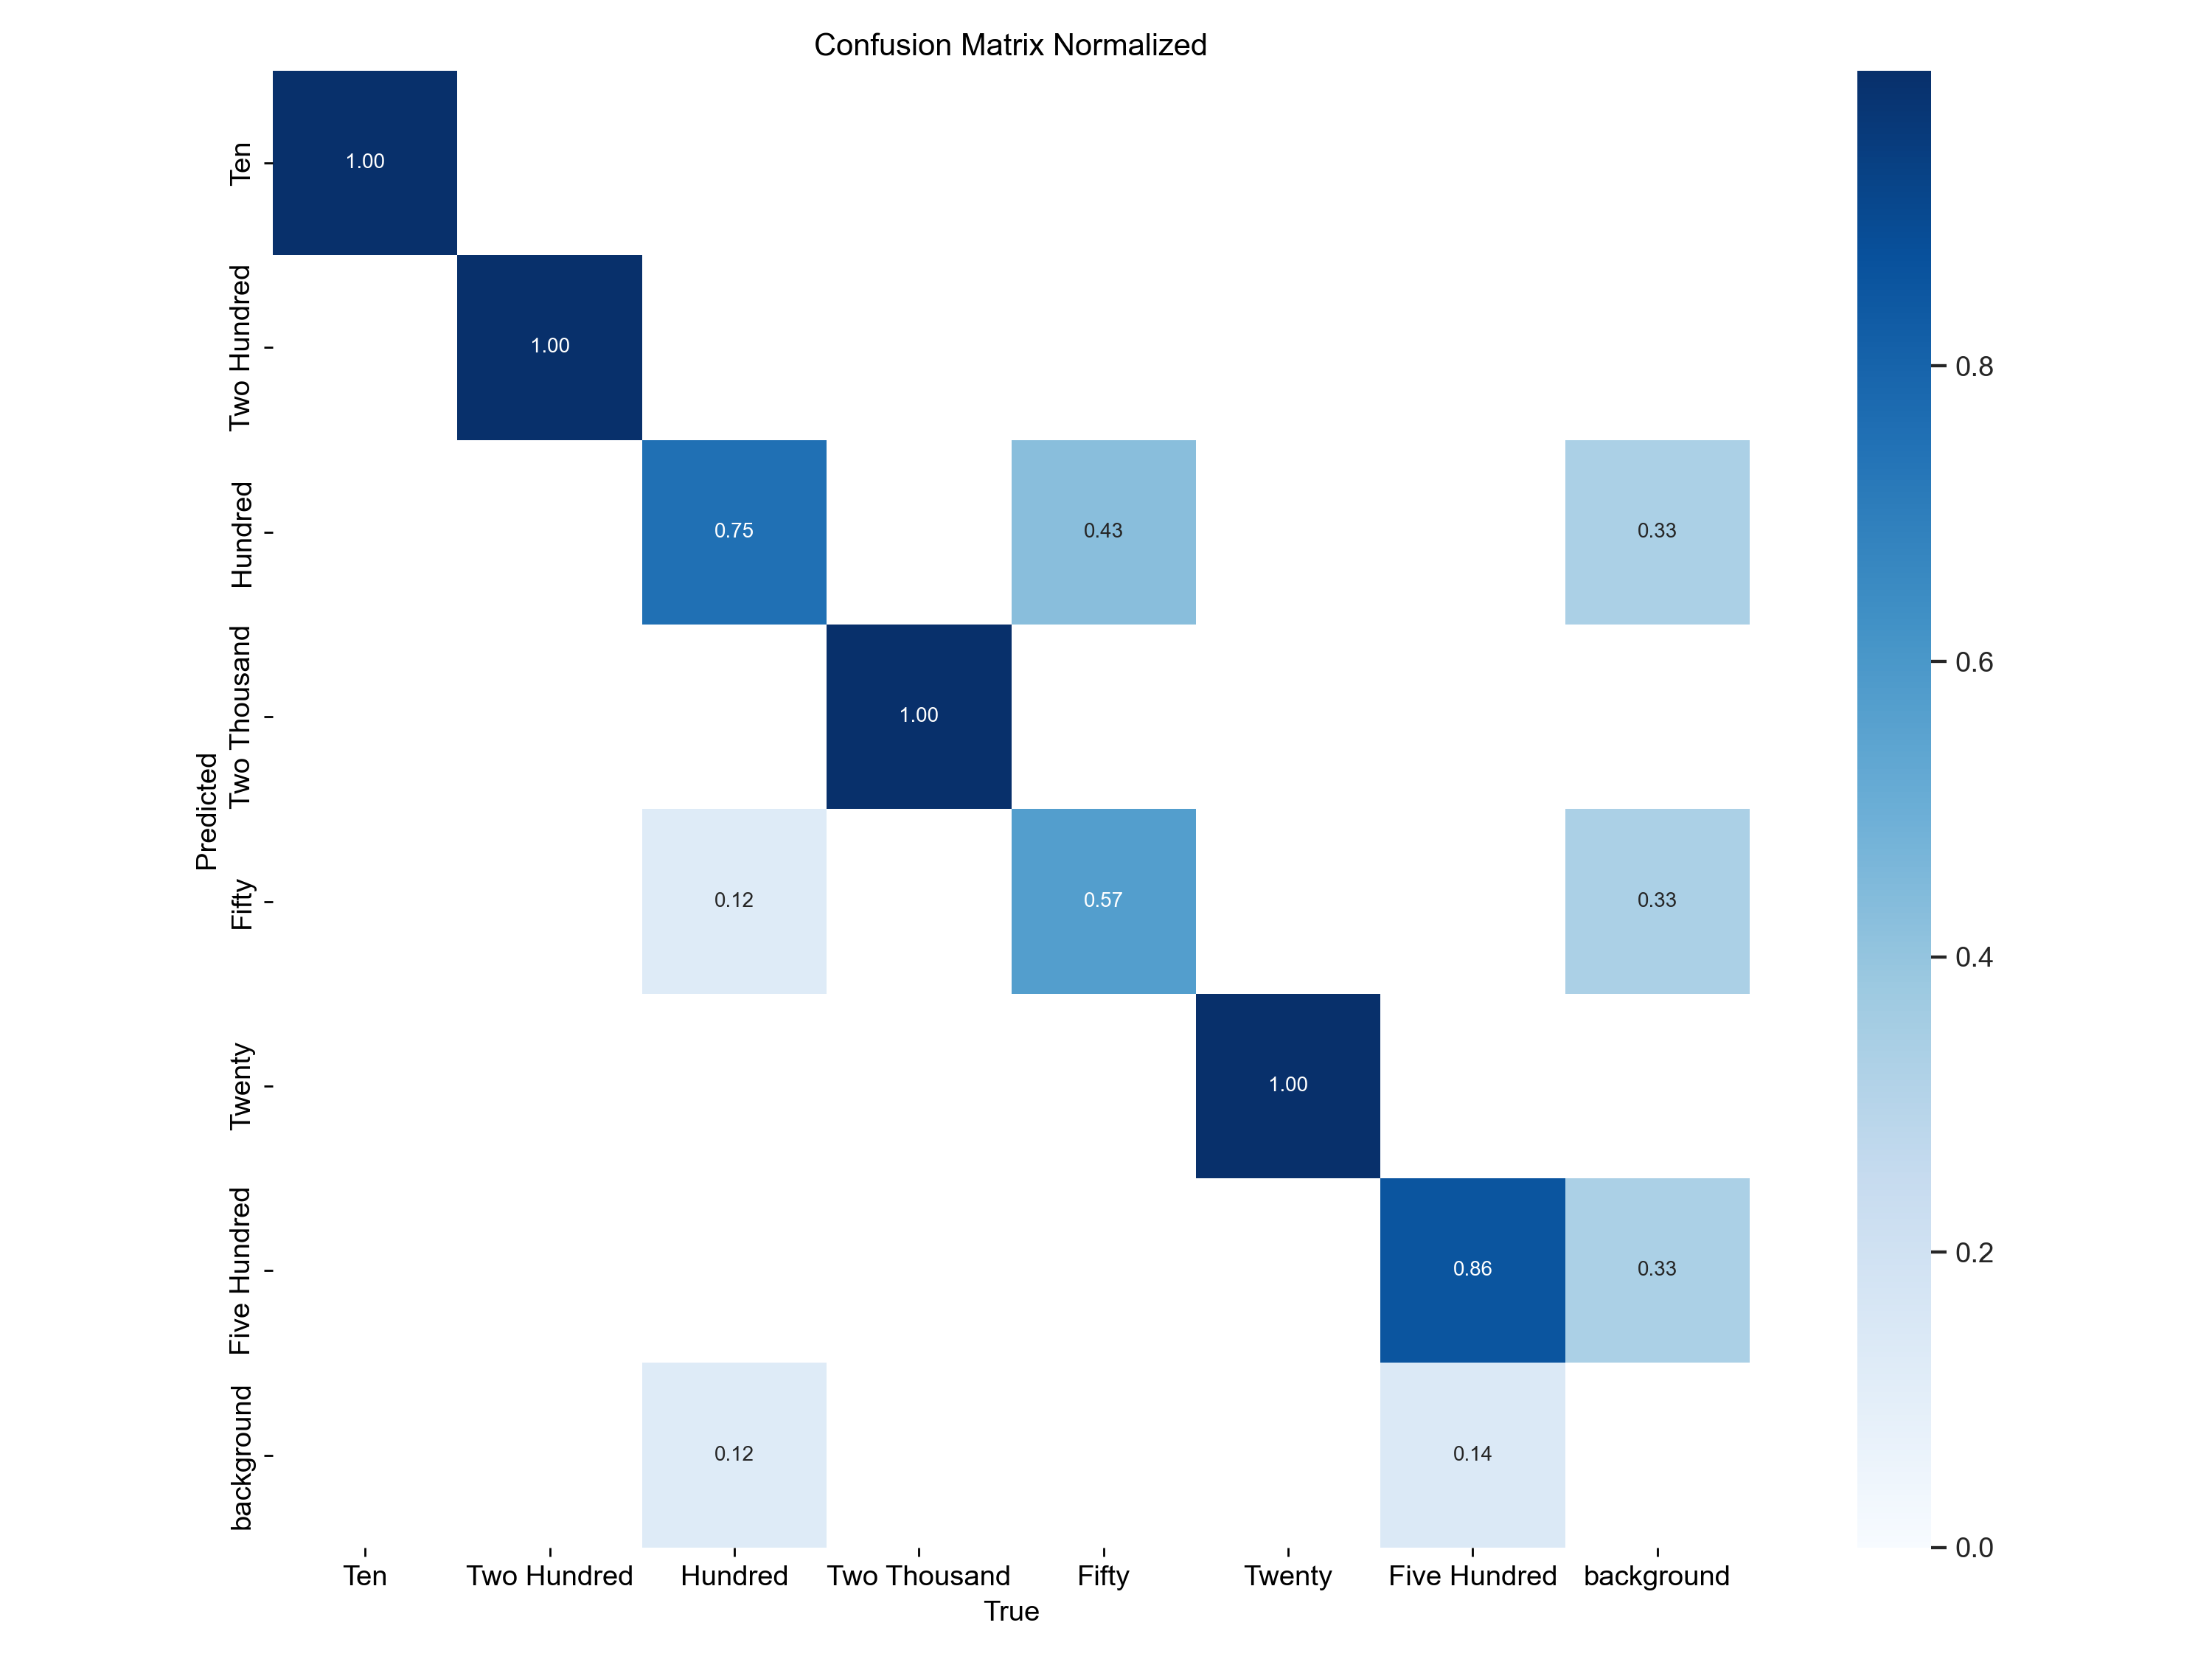 Confusion Matrix Normalized
Predicted
Ten
1.00
Two Hundred
1.00
Hundred
0.75
0.43
0.33
Two Thousand
1.00
Fifty
0.12
0.57
0.33
Twenty
1.00
Five Hundred
0.86
0.33
background
0.12
0.14
Ten
Two Hundred
Hundred
Two Thousand
Fifty
Twenty
Five Hundred
background
True
0.8
0.6
0.4
0.2
0.0